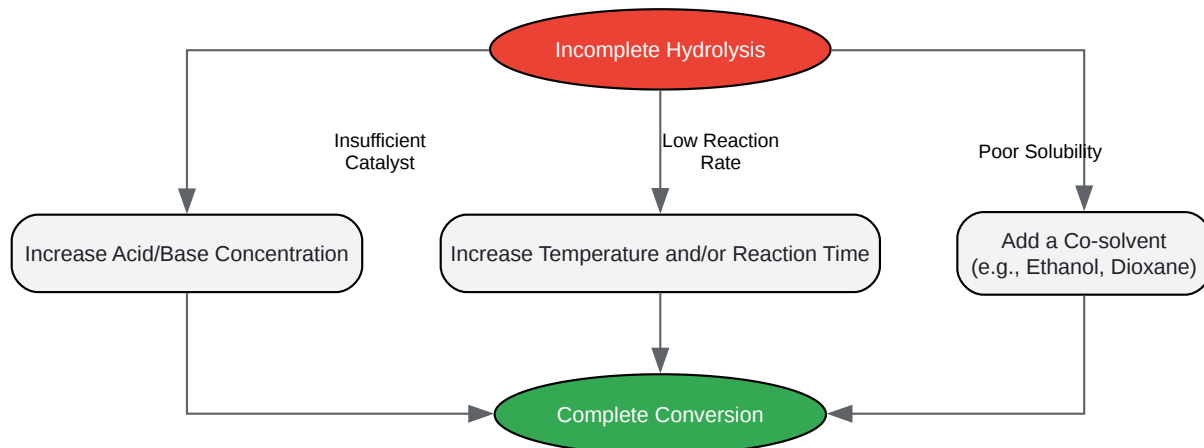 Incomplete Hydrolysis
Insufficient
Catalyst
Low Reaction
Rate
Poor Solubility
Increase Acid/Base Concentration
Increase Temperature and/or Reaction Time
Add a Co-solvent
(e.g., Ethanol, Dioxane)
Complete Conversion